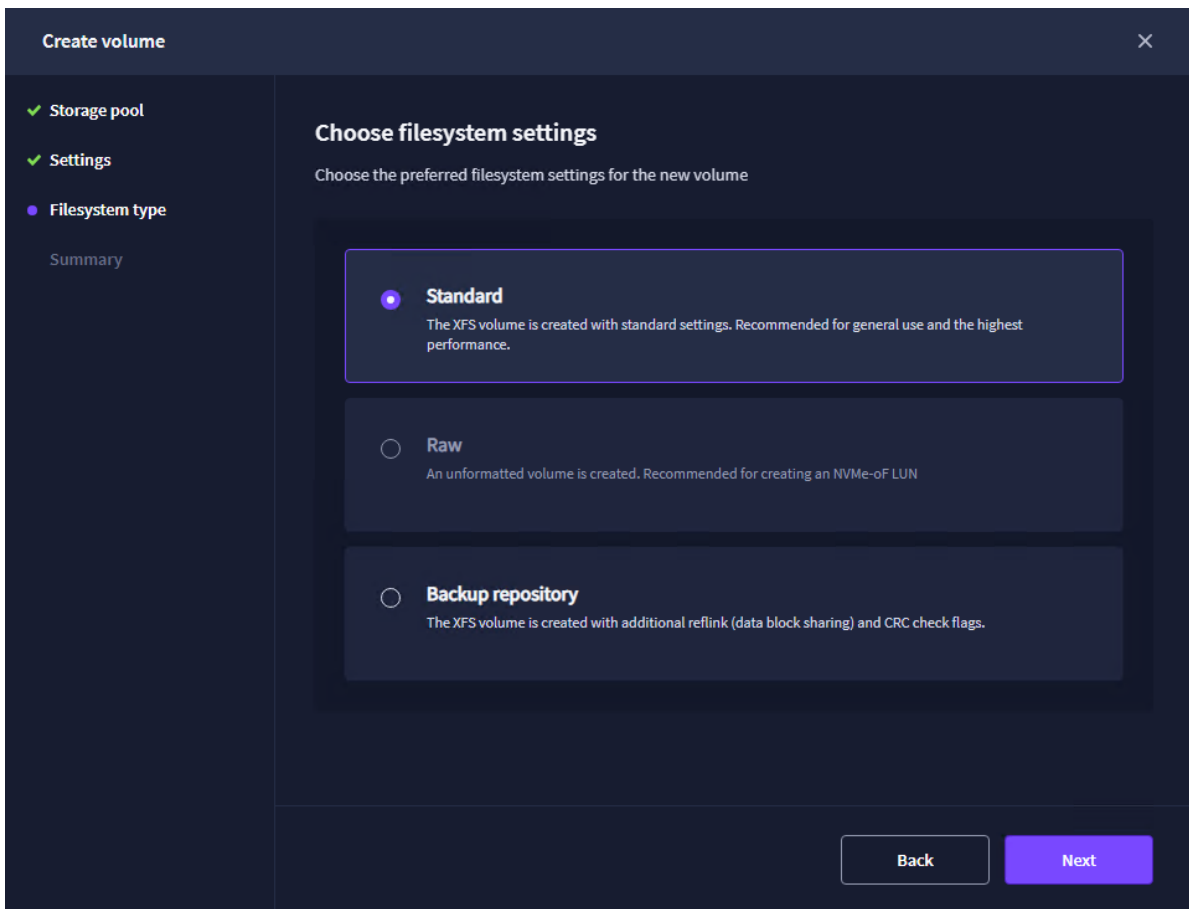 Create volume
Storage pool
Settings
Filesystem type
Summary
Choose filesystem settings
Choose the preferred filesystem settings for the new volume
Standard
The XFS volume is created with standard settings. Recommended for general use and the highest
performance.
Raw
An unformatted volume is created. Recommended for creating an NVMe-oF LUN
Backup repository
The XFS volume is created with additional reflink (data block sharing) and CRC check flags.
Back
Next